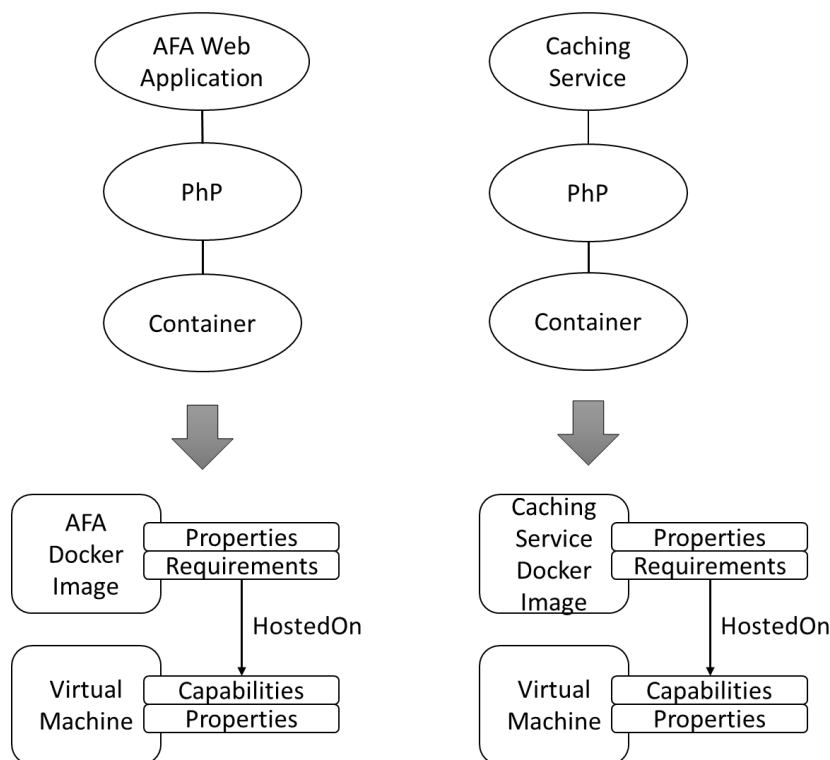 AFA Web
Application
PhP
Container
AFA
Docker
Image
Properties
Requirements
HostedOn
Virtual
Machine
Capabilities
Properties
Caching
Service
PhP
Container
Caching
Service
Docker
Image
Properties
Requirements
HostedOn
Virtual
Machine
Capabilities
Properties